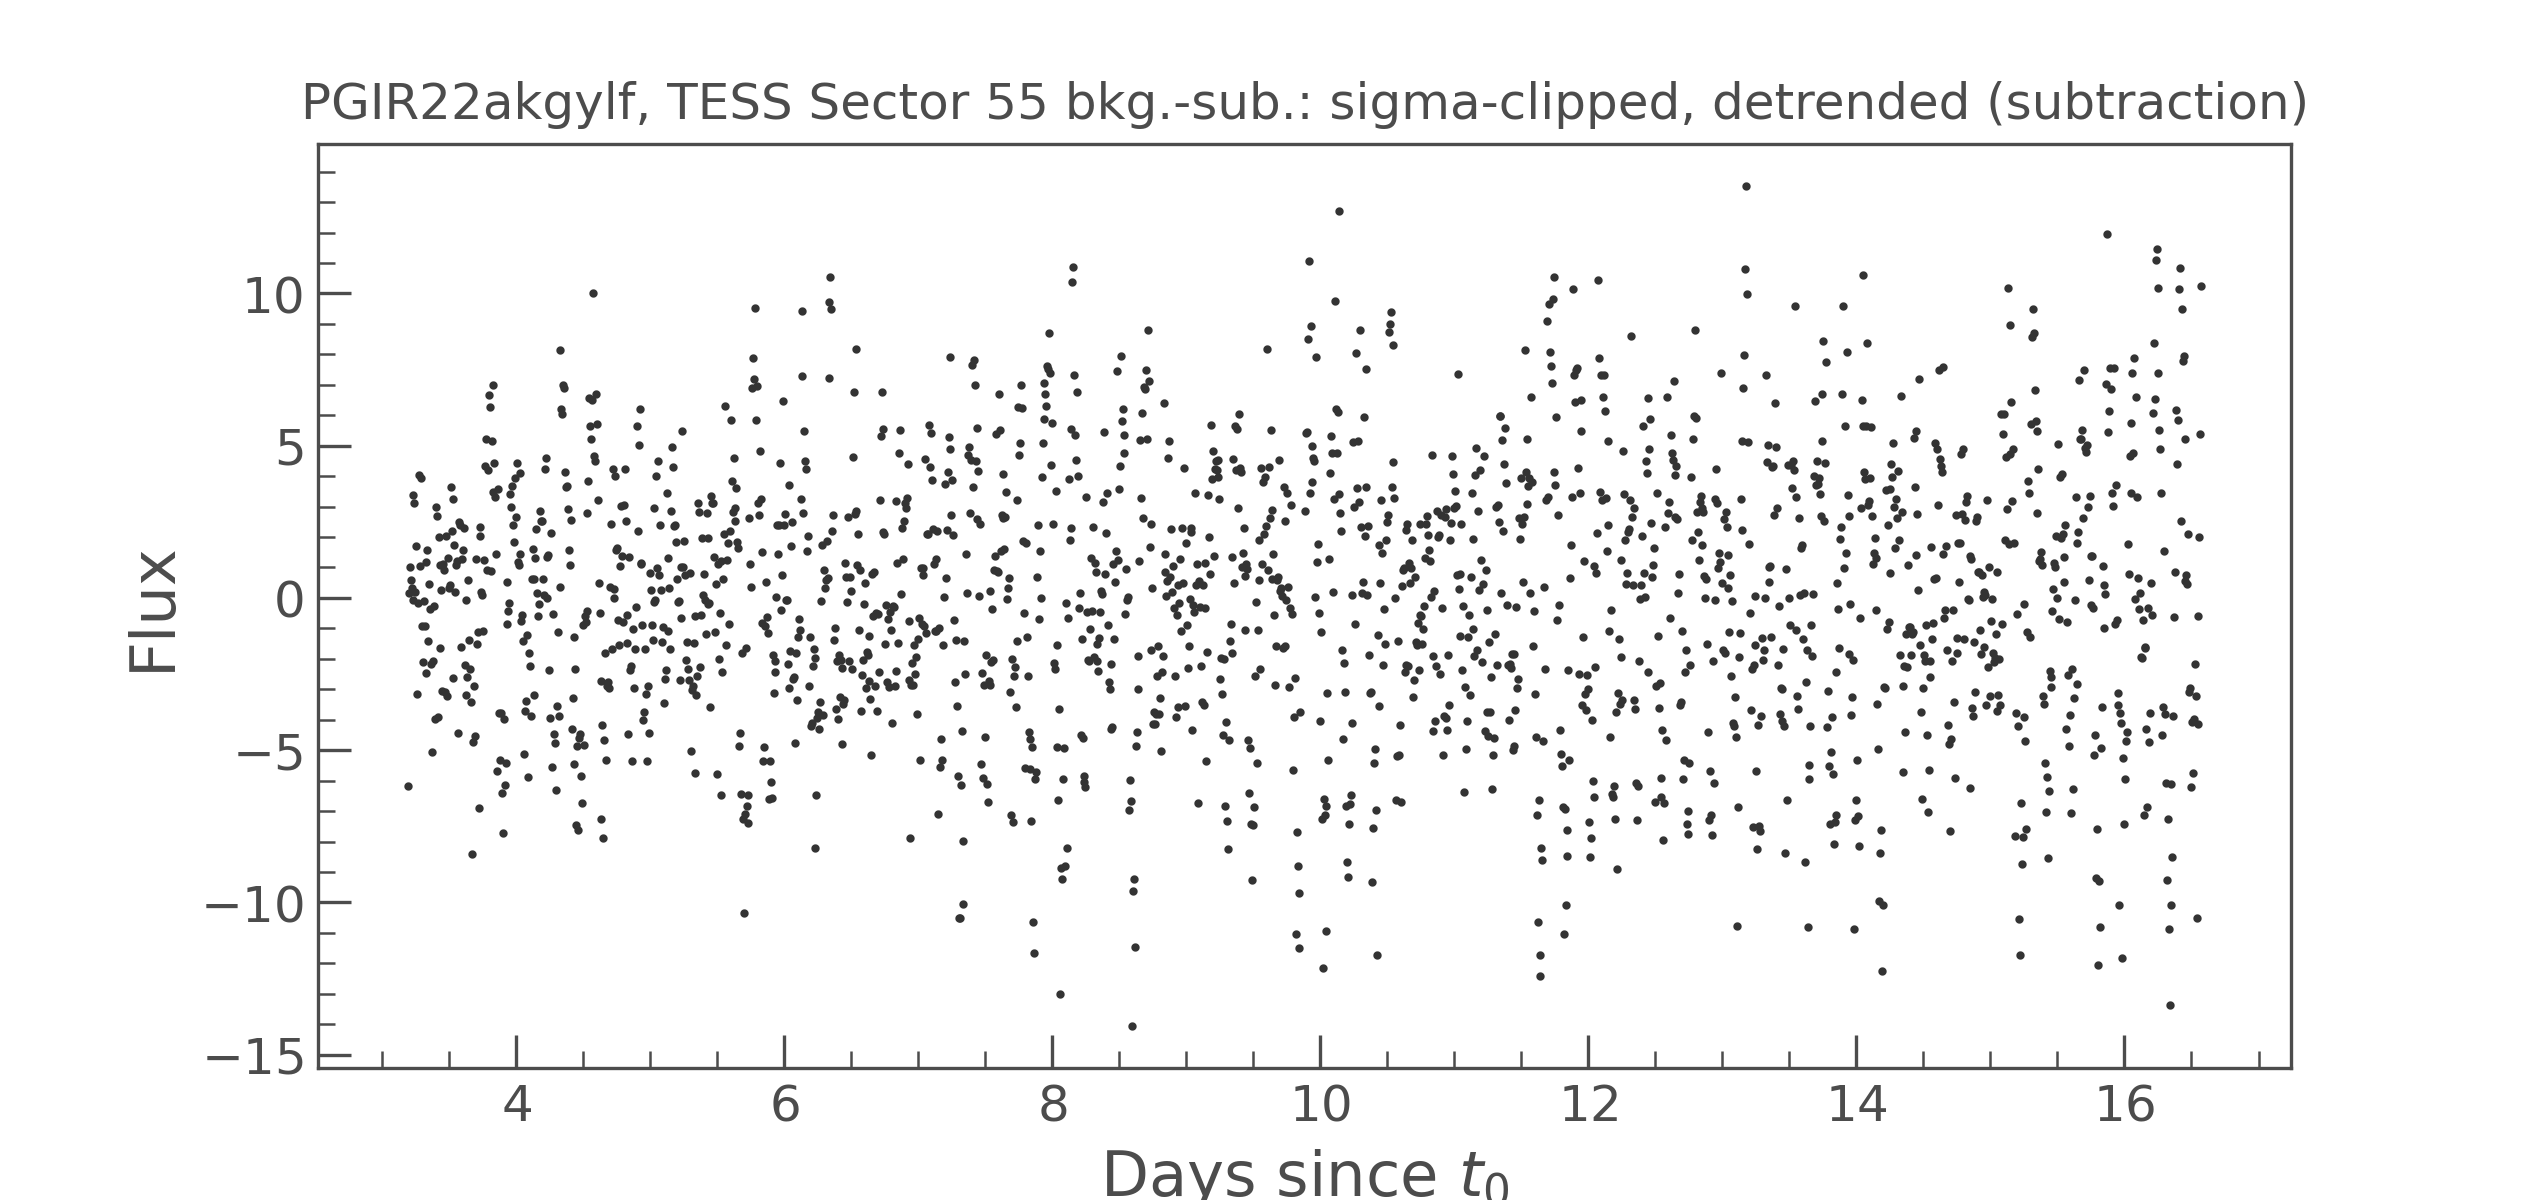 PGIR22akgylf, TESS Sector 55 bkg.-sub.: sigma-clipped, detrended (subtraction)
Flux
10
5
0
−5
−10
−15
4 6 8 10 12 14 16
Days since t₀